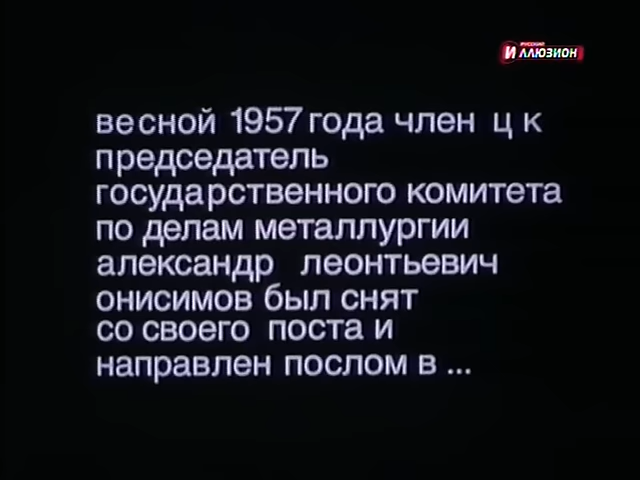 РУССКИЙ
ИЛЛЮЗИОН
весной 1957 года член ц к
председатель
государственного комитета
по делам металлургии
александр леонтьевич
онисимов был снят
со своего поста и
направлен послом в ...